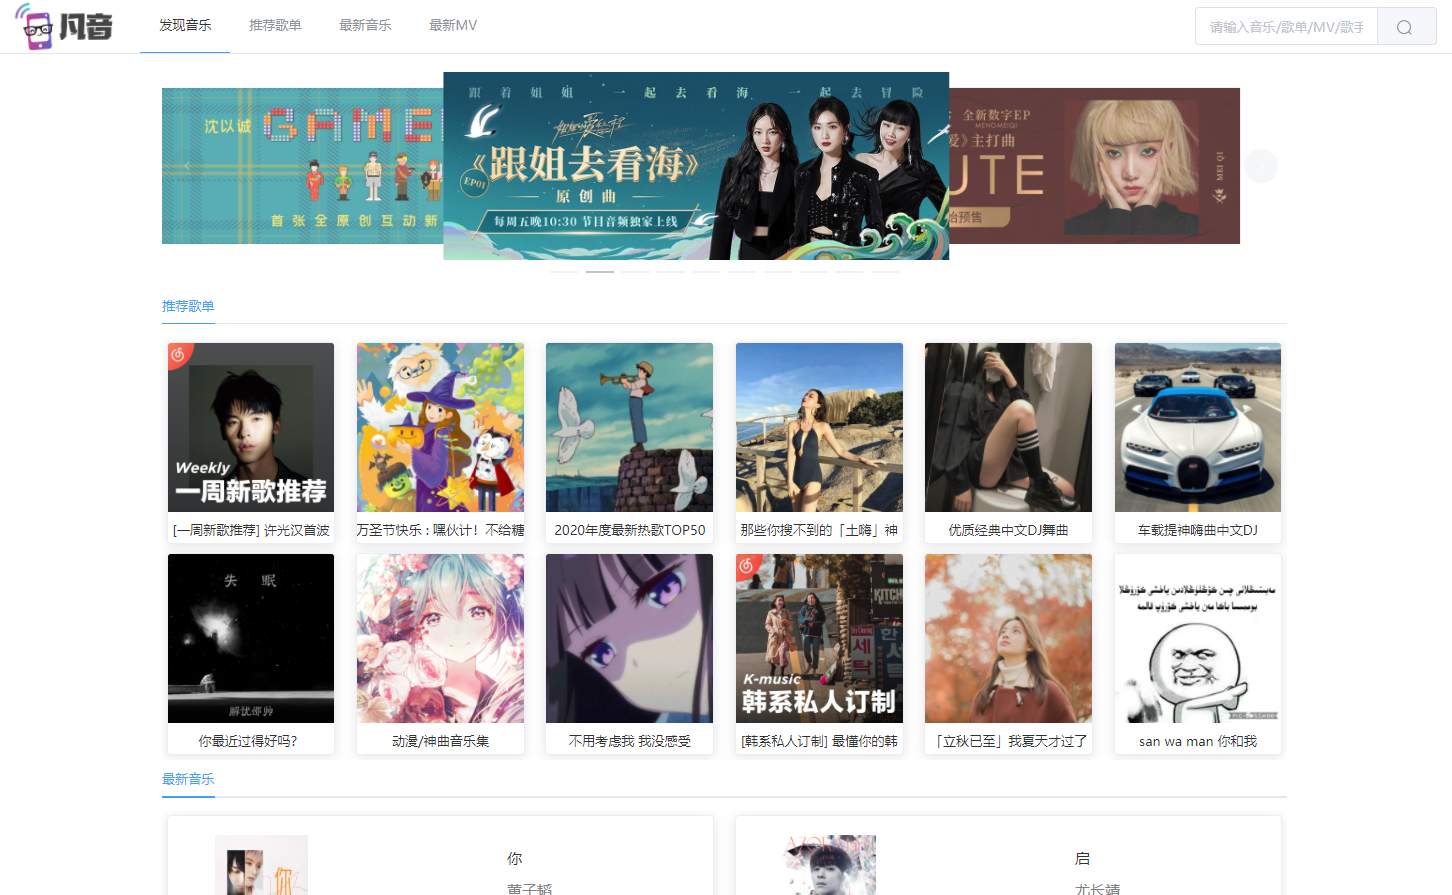 凡音
发现音乐
推荐歌单
最新音乐
最新MV
请输入音乐/歌单/MV/歌手
沈以诚
GAME
首张全原创互动新
跟着姐姐 一起去看海 一起去冒险
《跟姐去看海》
EP01
原创曲
每周五晚10:30 节目音频独家上线
全新数字EP
MENGMEIQI
爱》主打曲
UTE
始预售
MEI QI
推荐歌单
Weekly
一周新歌推荐
[一周新歌推荐] 许光汉首波
万圣节快乐 : 嘿伙计！不给糖
2020年度最新热歌TOP50
那些你搜不到的「土嗨」神
优质经典中文DJ舞曲
车载提神嗨曲中文DJ
失眠
解忧邵帅
K-music
韩系私人订制
KITCH
你最近过得好吗?
动漫/神曲音乐集
不用考虑我 我没感受
[韩系私人订制] 最懂你的韩
「立秋已至」我夏天才过了
san wa man 你和我
最新音乐
你
你
黄子韬
启
尤长靖